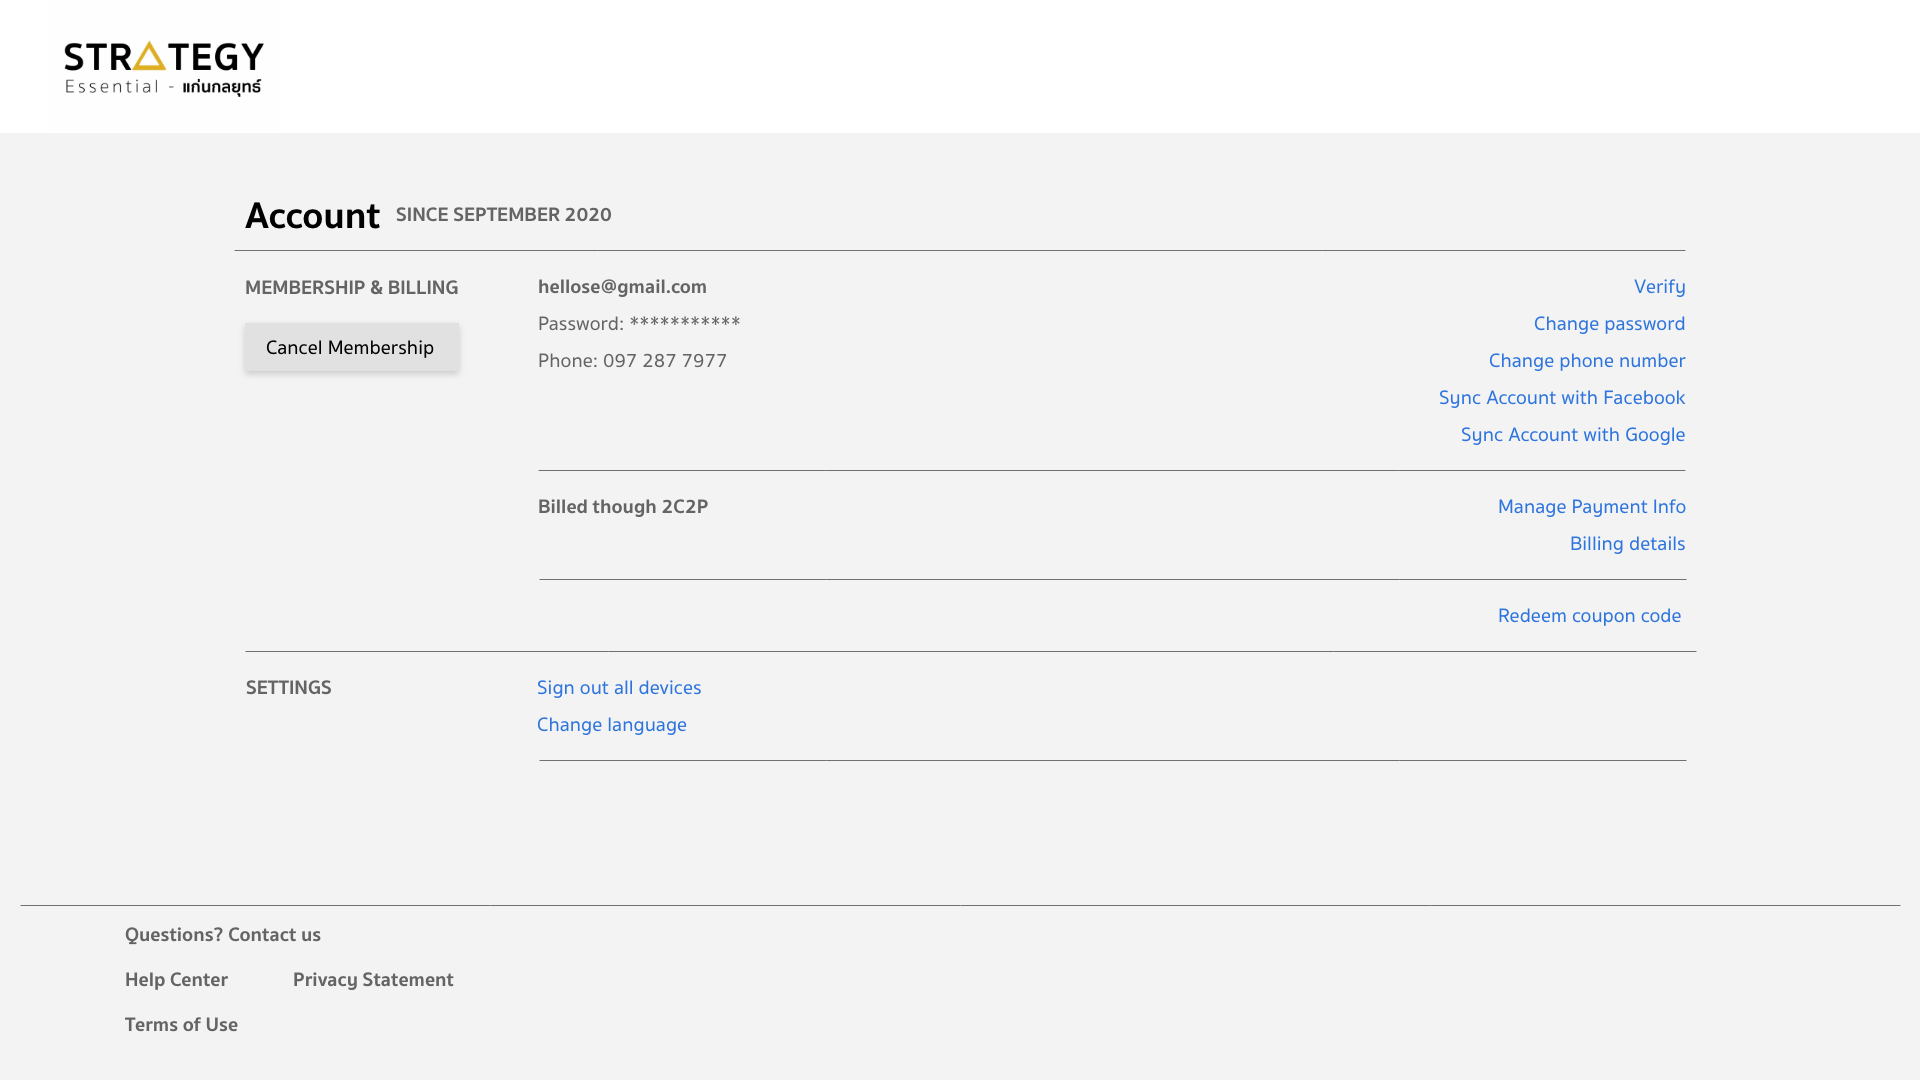 STRATEGY
Essential - แก่นกลยุทธ์
Account SINCE SEPTEMBER 2020
MEMBERSHIP & BILLING
Cancel Membership
hellose@gmail.com
Verify
Password: ***********
Change password
Phone: 097 287 7977
Change phone number
Sync Account with Facebook
Sync Account with Google
Billed though 2C2P
Manage Payment Info
Billing details
Redeem coupon code
SETTINGS
Sign out all devices
Change language
Questions? Contact us
Help Center
Privacy Statement
Terms of Use